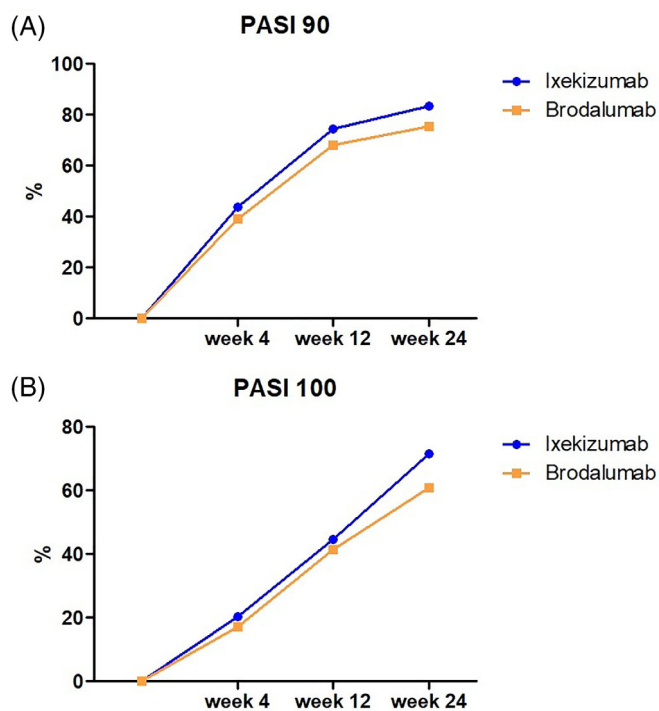 (A)
PASI 90
100
80
60
40
20
0
%
week 4 week 12 week 24
Ixekizumab
Brodalumab
(B)
PASI 100
80
60
40
20
0
%
week 4 week 12 week 24
Ixekizumab
Brodalumab